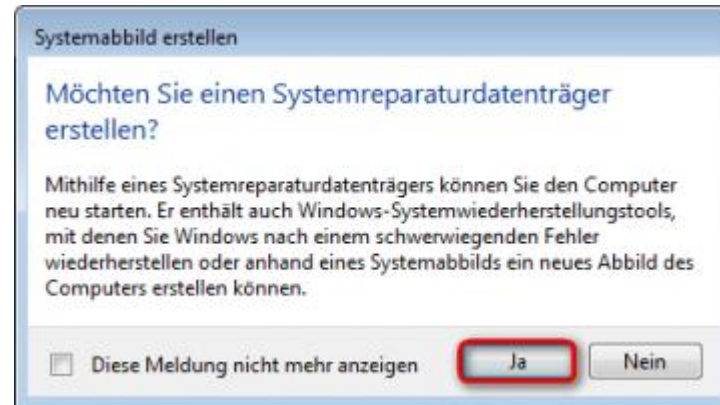 Systemabbild erstellen
Möchten Sie einen Systemreparaturdatenträger
erstellen?
Mithilfe eines Systemreparaturdatenträgers können Sie den Computer
neu starten. Er enthält auch Windows-Systemwiederherstellungstools,
mit denen Sie Windows nach einem schwerwiegenden Fehler
wiederherstellen oder anhand eines Systemabbilds ein neues Abbild des
Computers erstellen können.
Diese Meldung nicht mehr anzeigen Ja Nein